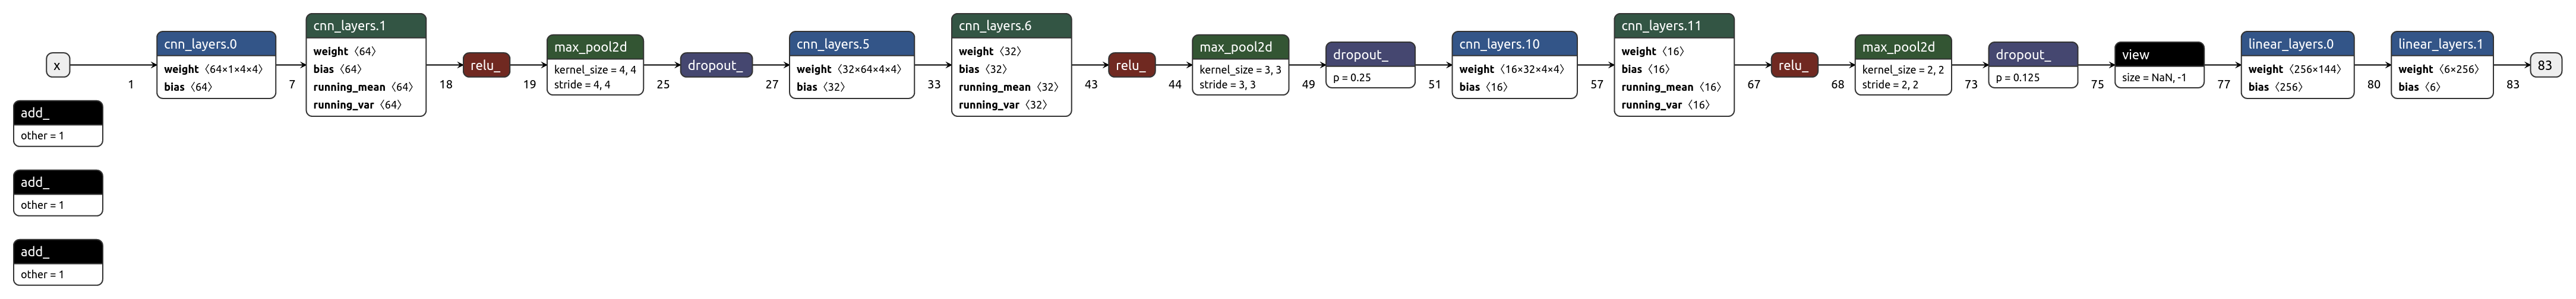 x
1
cnn_layers.0
weight 〈64×1×4×4〉
bias 〈64〉
7
cnn_layers.1
weight 〈64〉
bias 〈64〉
running_mean 〈64〉
running_var 〈64〉
18
relu_
19
max_pool2d
kernel_size = 4, 4
stride = 4, 4
25
dropout_
27
cnn_layers.5
weight 〈32×64×4×4〉
bias 〈32〉
33
cnn_layers.6
weight 〈32〉
bias 〈32〉
running_mean 〈32〉
running_var 〈32〉
43
relu_
44
max_pool2d
kernel_size = 3, 3
stride = 3, 3
49
dropout_
p = 0.25
51
cnn_layers.10
weight 〈16×32×4×4〉
bias 〈16〉
57
cnn_layers.11
weight 〈16〉
bias 〈16〉
running_mean 〈16〉
running_var 〈16〉
67
relu_
68
max_pool2d
kernel_size = 2, 2
stride = 2, 2
73
dropout_
p = 0.125
75
view
size = NaN, -1
77
linear_layers.0
weight 〈256×144〉
bias 〈256〉
80
linear_layers.1
weight 〈6×256〉
bias 〈6〉
83
83
add_
other = 1
add_
other = 1
add_
other = 1